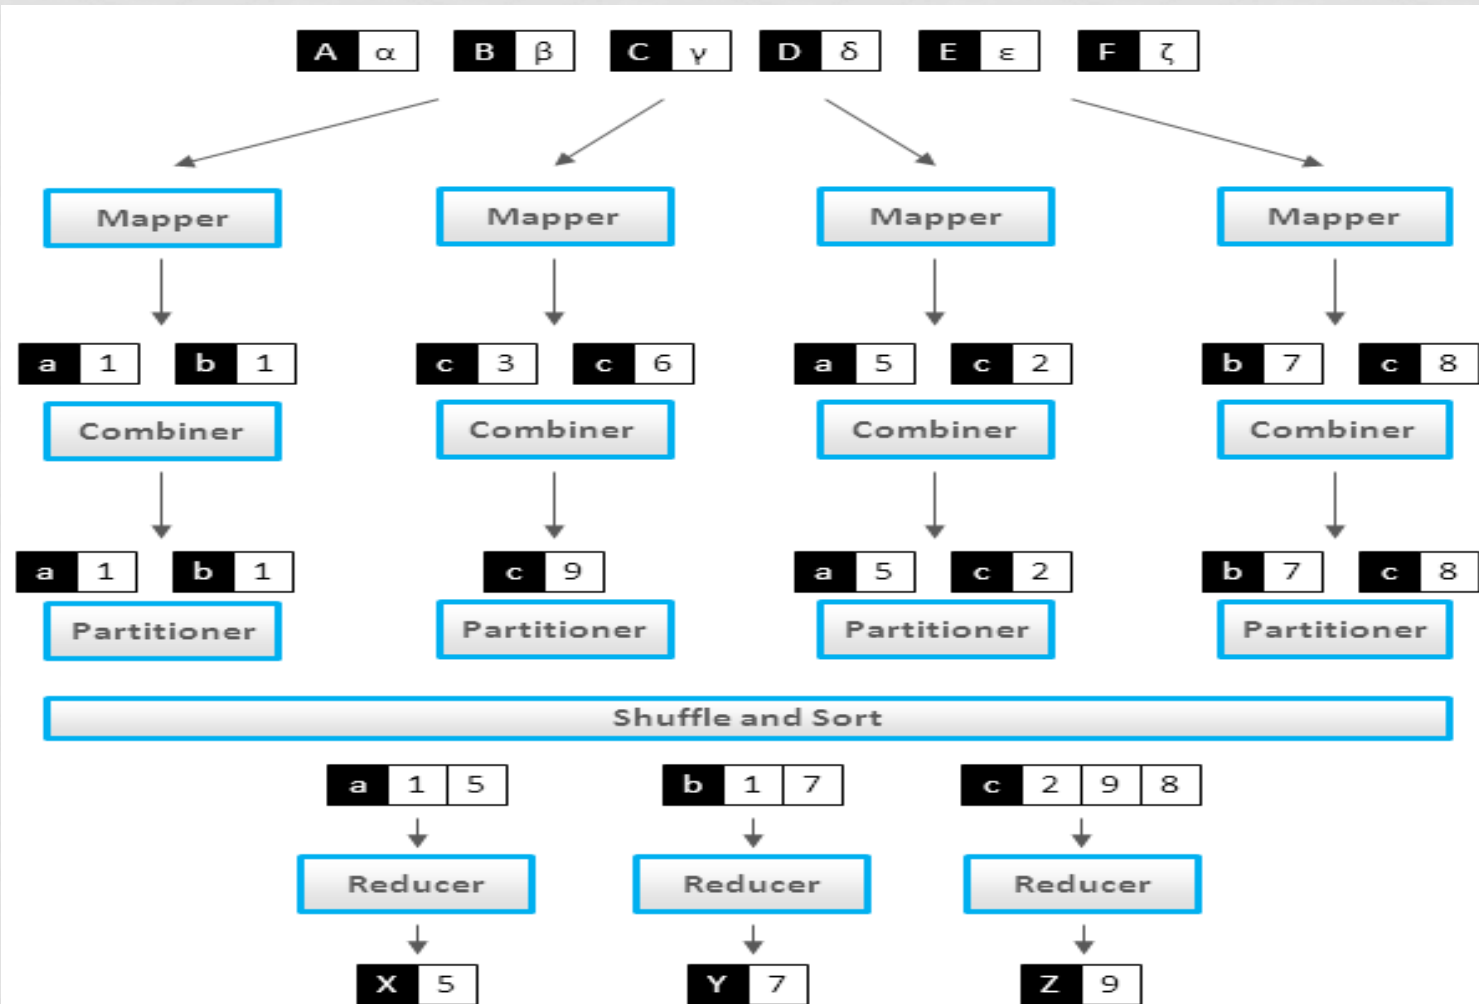 A α B β C γ D δ E ε F ζ
Mapper Mapper Mapper Mapper
a 1 b 1 c 3 c 6 a 5 c 2 b 7 c 8
Combiner Combiner Combiner Combiner
a 1 b 1 c 9 a 5 c 2 b 7 c 8
Partitioner Partitioner Partitioner Partitioner
Shuffle and Sort
a 1 5 b 1 7 c 2 9 8
Reducer Reducer Reducer
X 5 Y 7 Z 9